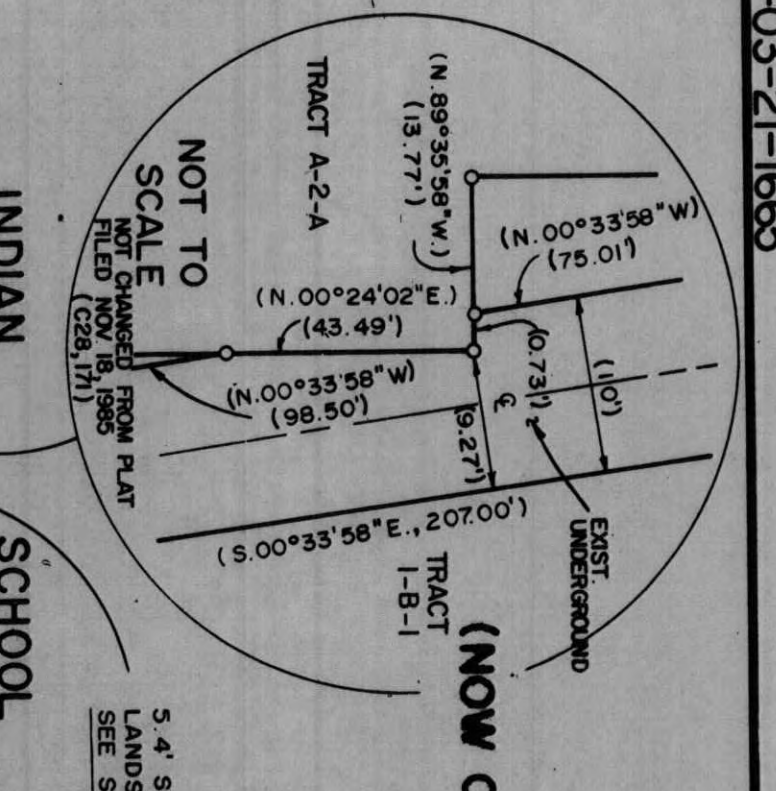 -03-21-1665
(N.89°35'58"W.)
(13.77')
TRACT A-2-A
(N.00°33'58"W)
(75.01')
NOT TO
SCALE
NOT CHANGED FROM PLAT
FILED NOV 18, 1985
(C28,171)
(N.00°24'02"E.)
(43.49')
(0.73')
(10')
(N.00°33'58"W)
(98.50')
℄
(9.27')
EXIST.
UNDERGROUND
(S.00°33'58"E., 207.00')
TRACT
1-B-1
(NOW
INDIAN
SCHOOL
5.4' S
LANDS
SEE S